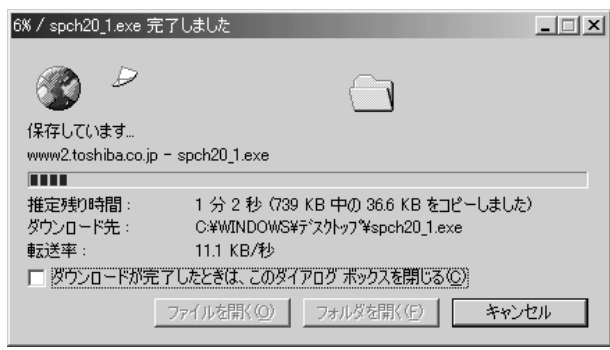 6% / spch20_1.exe 完了しました
保存しています...
www2.toshiba.co.jp - spch20_1.exe
推定残り時間： 1 分 2 秒 (739 KB 中の 36.6 KB をコピーしました)
ダウンロード先： C:¥WINDOWS¥デスクトップ¥spch20_1.exe
転送率： 11.1 KB/秒
ダウンロードが完了したときは、このダイアログ ボックスを閉じる(C)
ファイルを開く(O) フォルダを開く(F) キャンセル